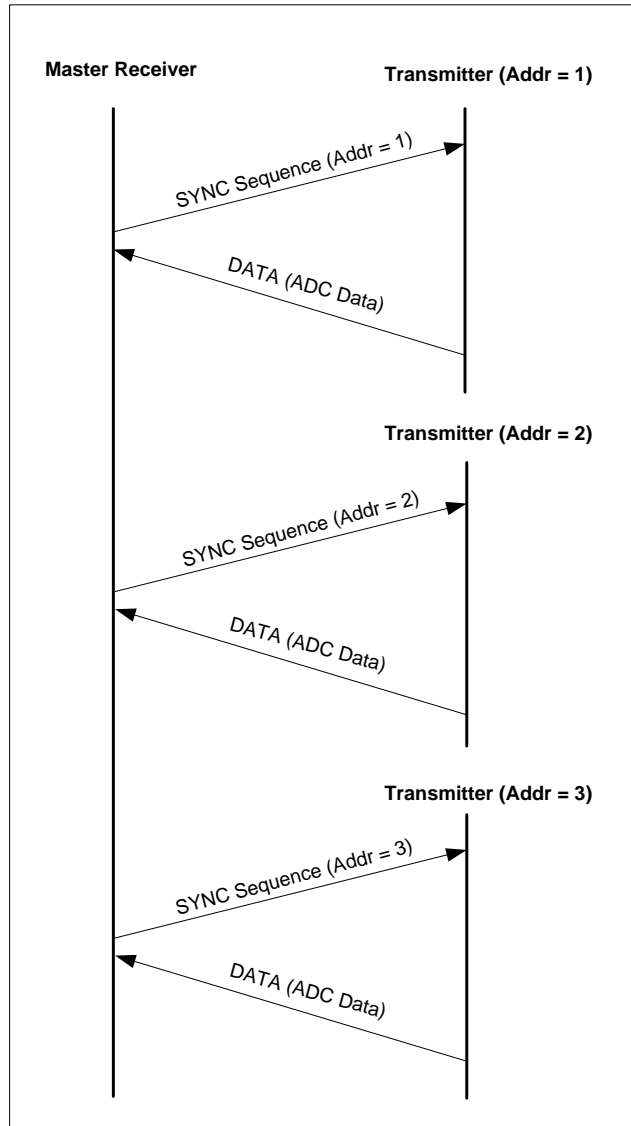 Master Receiver
Transmitter (Addr = 1)
SYNC Sequence (Addr = 1)
DATA (ADC Data)
Transmitter (Addr = 2)
SYNC Sequence (Addr = 2)
DATA (ADC Data)
Transmitter (Addr = 3)
SYNC Sequence (Addr = 3)
DATA (ADC Data)